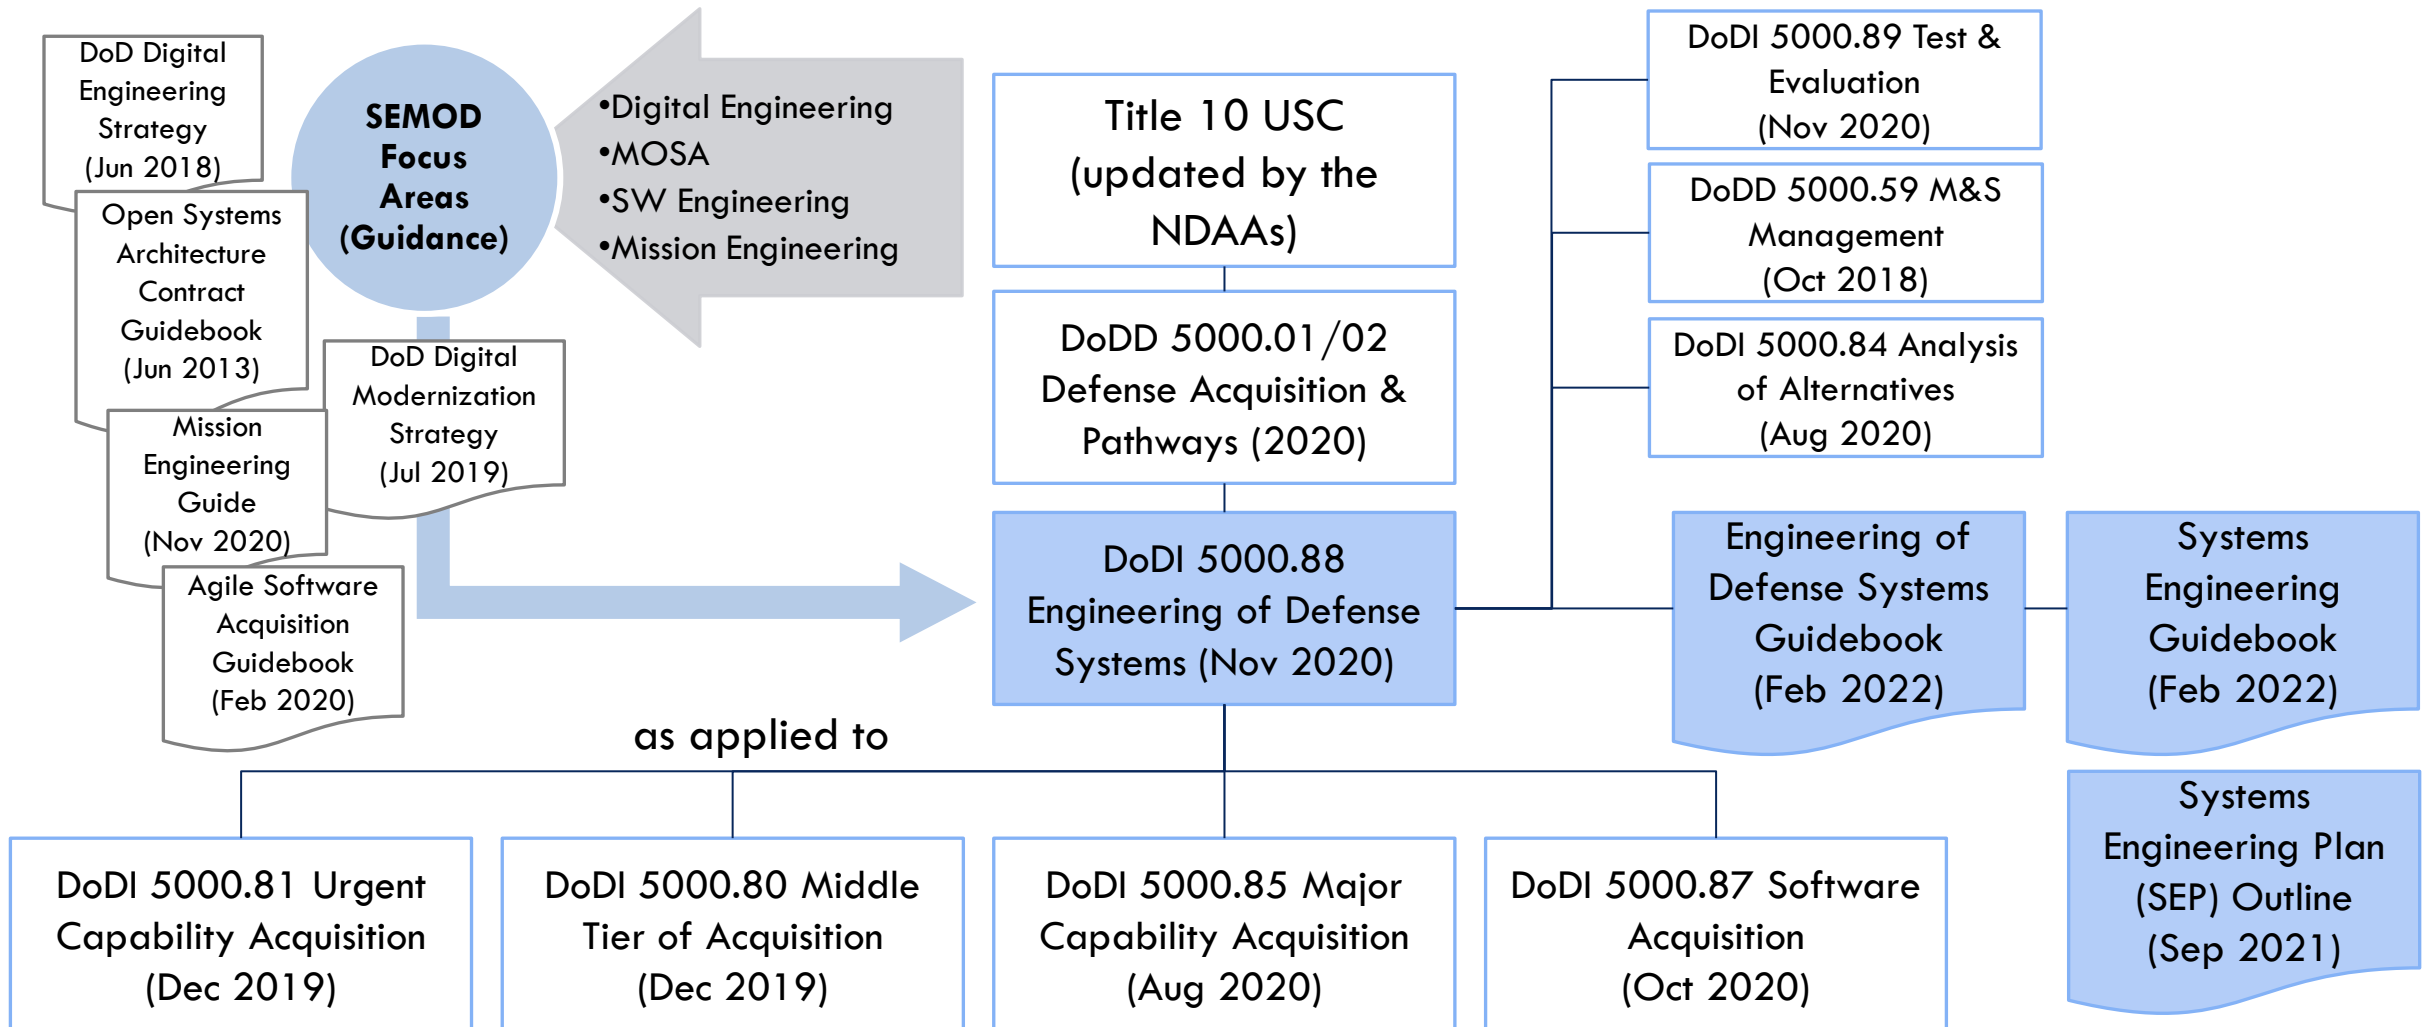 DoD Digital
Engineering
Strategy
(Jun 2018)
Open Systems
Architecture
Contract
Guidebook
(Jun 2013)
Mission
Engineering
Guide
(Nov 2020)
Agile Software
Acquisition
Guidebook
(Feb 2020)
DoD Digital
Modernization
Strategy
(Jul 2019)
SEMOD
Focus
Areas
(Guidance)
•Digital Engineering
•MOSA
•SW Engineering
•Mission Engineering
Title 10 USC
(updated by the
NDAAs)
DoDD 5000.01/02
Defense Acquisition &
Pathways (2020)
DoDI 5000.88
Engineering of Defense
Systems (Nov 2020)
DoDI 5000.89 Test &
Evaluation
(Nov 2020)
DoDD 5000.59 M&S
Management
(Oct 2018)
DoDI 5000.84 Analysis
of Alternatives
(Aug 2020)
Engineering of
Defense Systems
Guidebook
(Feb 2022)
Systems
Engineering
Guidebook
(Feb 2022)
Systems
Engineering Plan
(SEP) Outline
(Sep 2021)
as applied to
DoDI 5000.81 Urgent
Capability Acquisition
(Dec 2019)
DoDI 5000.80 Middle
Tier of Acquisition
(Dec 2019)
DoDI 5000.85 Major
Capability Acquisition
(Aug 2020)
DoDI 5000.87 Software
Acquisition
(Oct 2020)